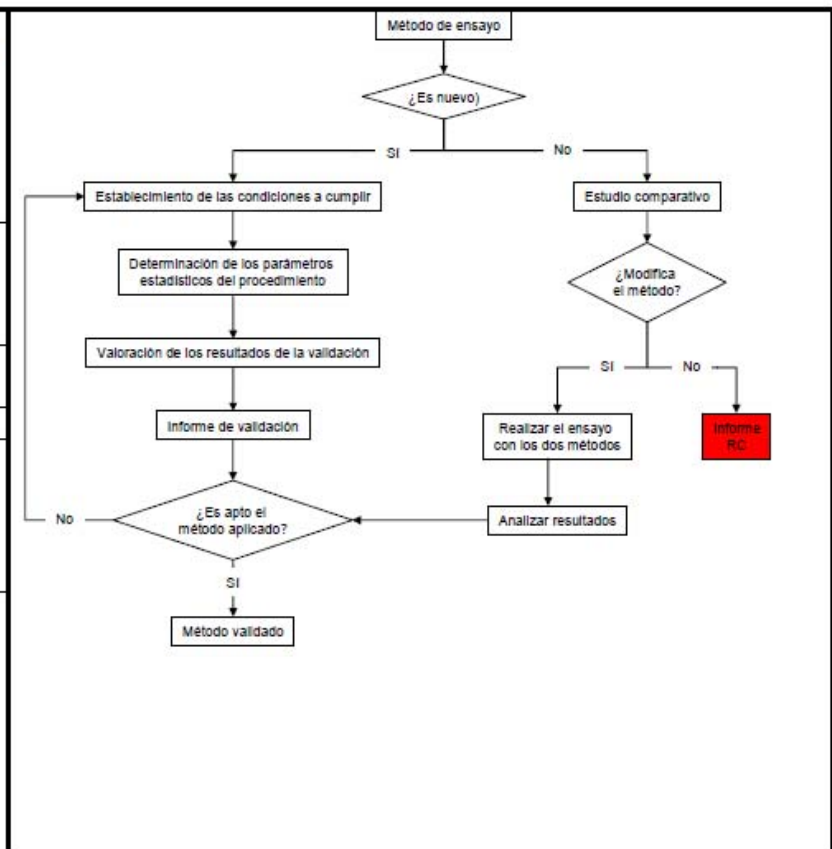 Método de ensayo
¿Es nuevo)
SI
No
Establecimiento de las condiciones a cumplir
Estudio comparativo
Determinación de los parámetros
estadísticos del procedimiento
¿Modifica
el método?
Valoración de los resultados de la validación
SI
No
Informe de validación
Realizar el ensayo
con los dos métodos
Informe
RC
No
¿Es apto el
método aplicado?
Analizar resultados
SI
Método validado